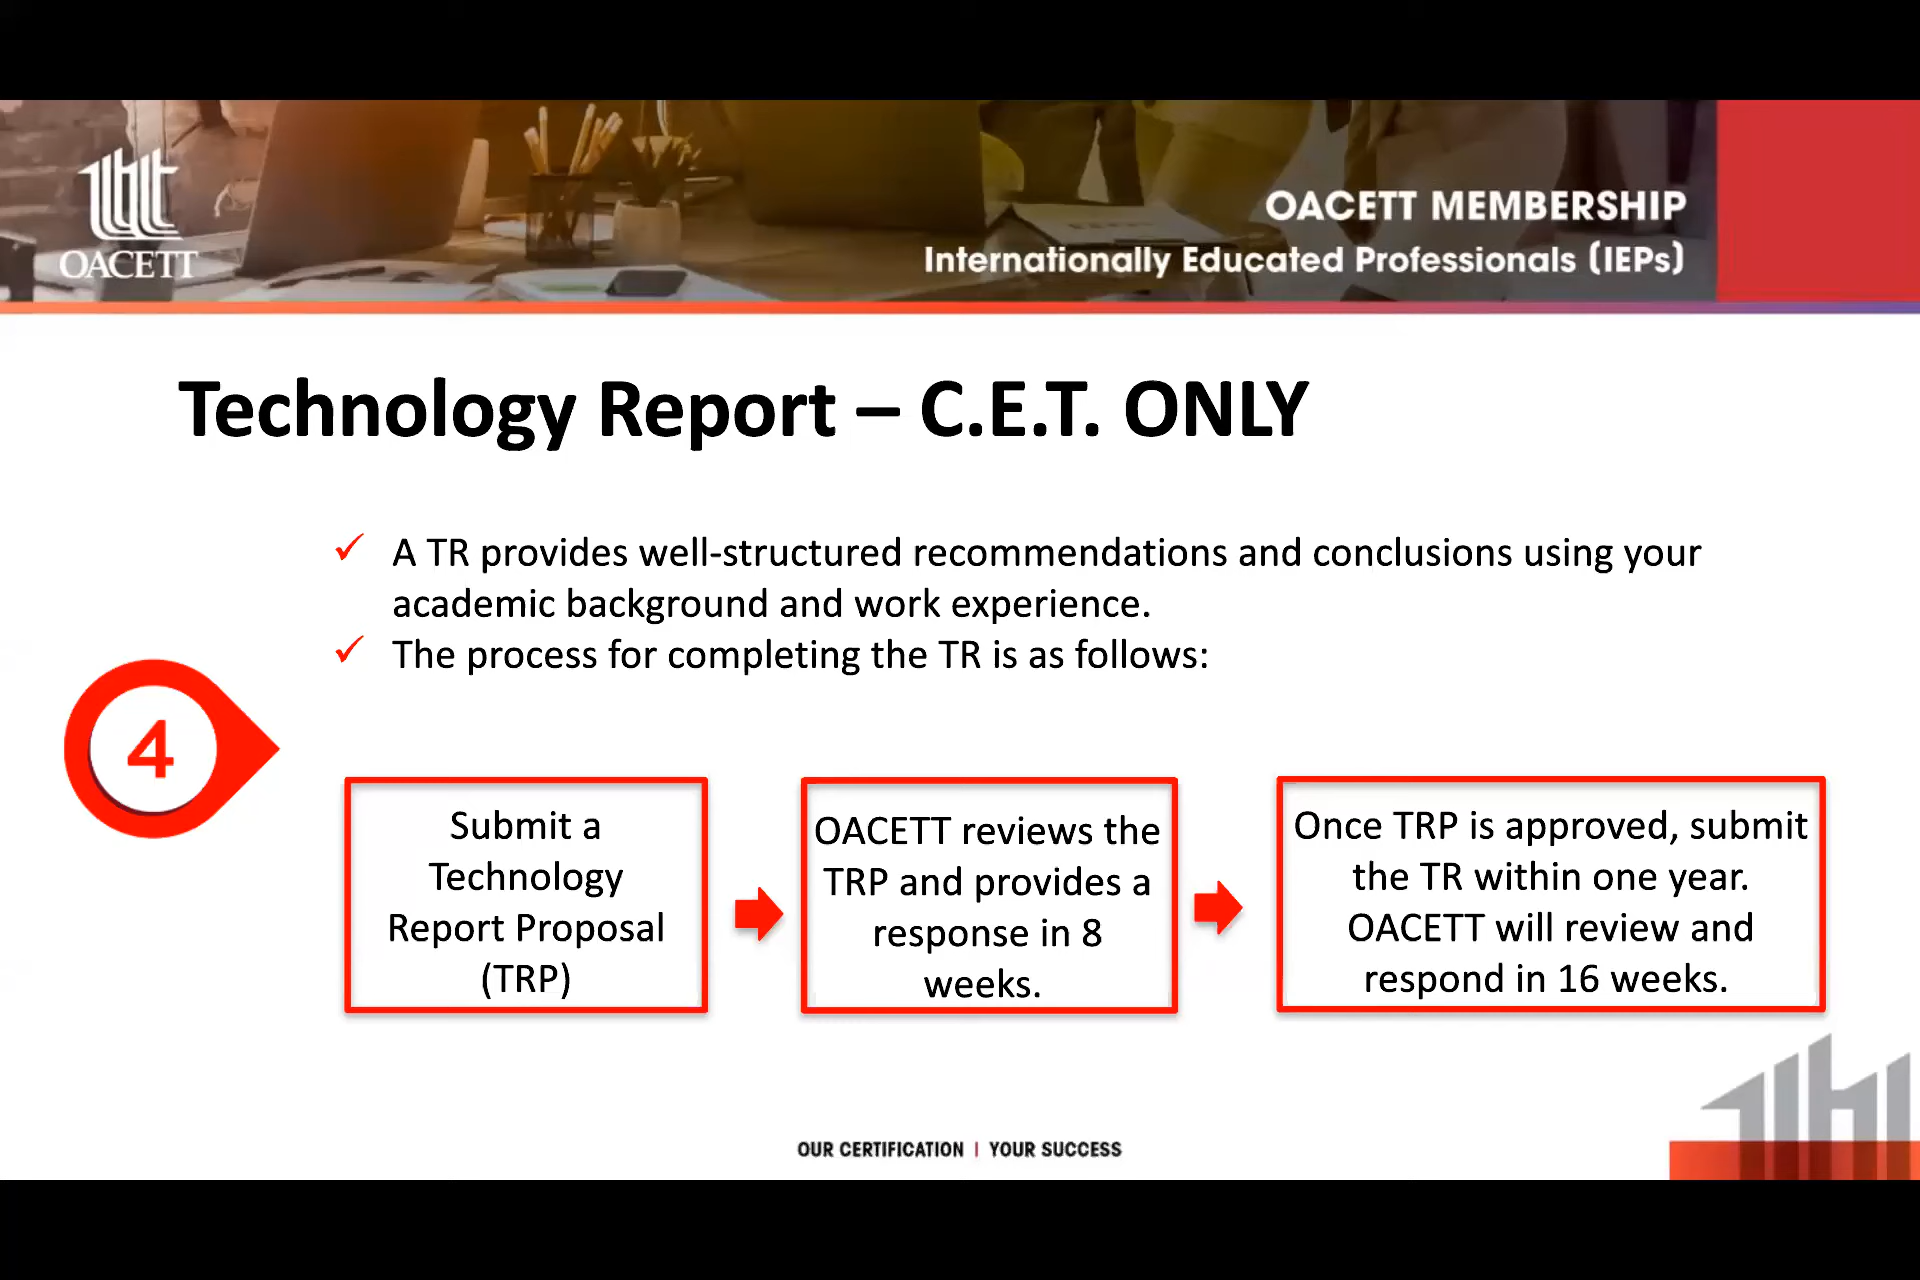 OACETT
OACETT MEMBERSHIP
Internationally Educated Professionals (IEPs)
Technology Report – C.E.T. ONLY
✓ A TR provides well-structured recommendations and conclusions using your
academic background and work experience.
✓ The process for completing the TR is as follows:
4
Submit a
Technology
Report Proposal
(TRP)
OACETT reviews the
TRP and provides a
response in 8
weeks.
Once TRP is approved, submit
the TR within one year.
OACETT will review and
respond in 16 weeks.
OUR CERTIFICATION | YOUR SUCCESS